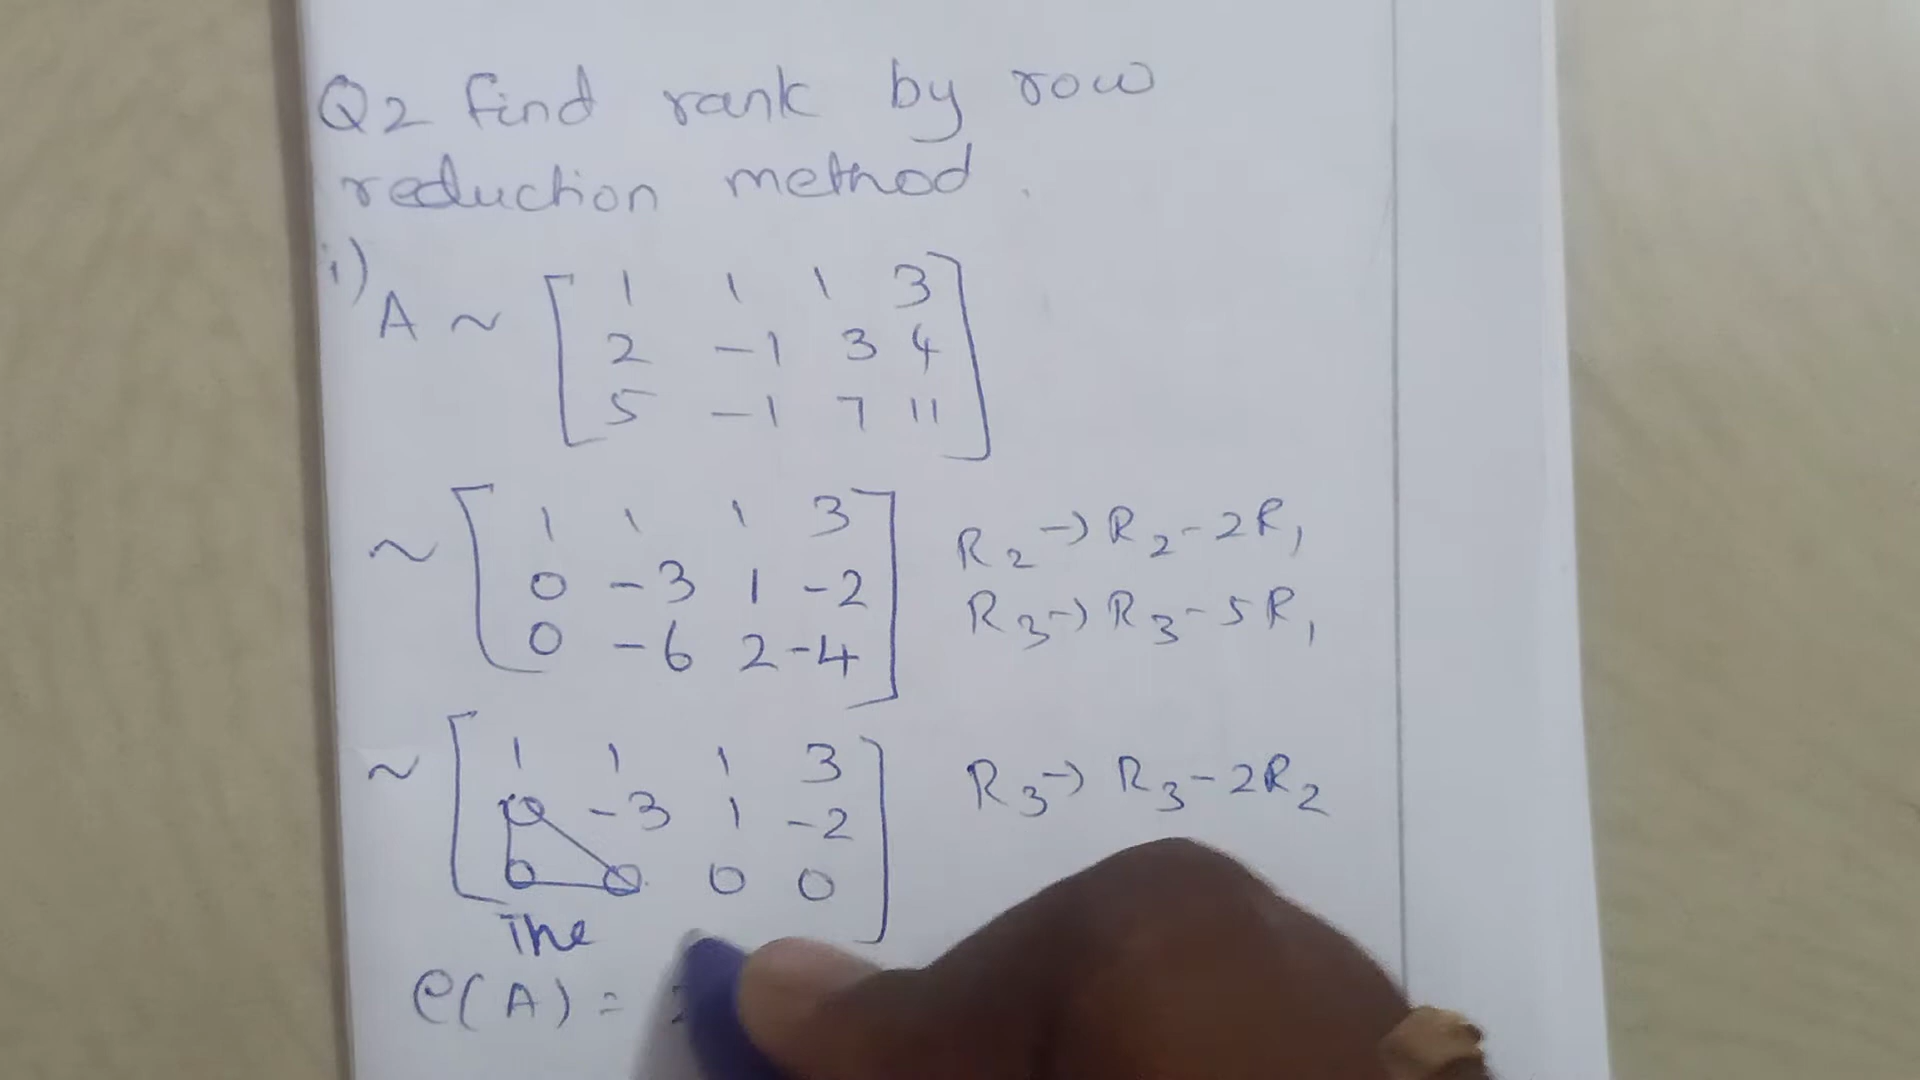 Q2 Find rank by row
reduction method.
i) A ~ [ 1 1 1 3
2 -1 3 4
5 -1 7 11 ]
~ [ 1 1 1 3
0 -3 1 -2
0 -6 2 -4 ]
R2 → R2 - 2R1
R3 → R3 - 5R1
~ [ 1 1 1 3
0 -3 1 -2
0 0 0 0 ]
R3 → R3 - 2R2
The
ρ(A) =